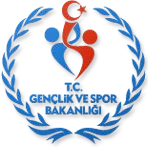 T.C.
GENÇLİK VE SPOR
BAKANLIĞI